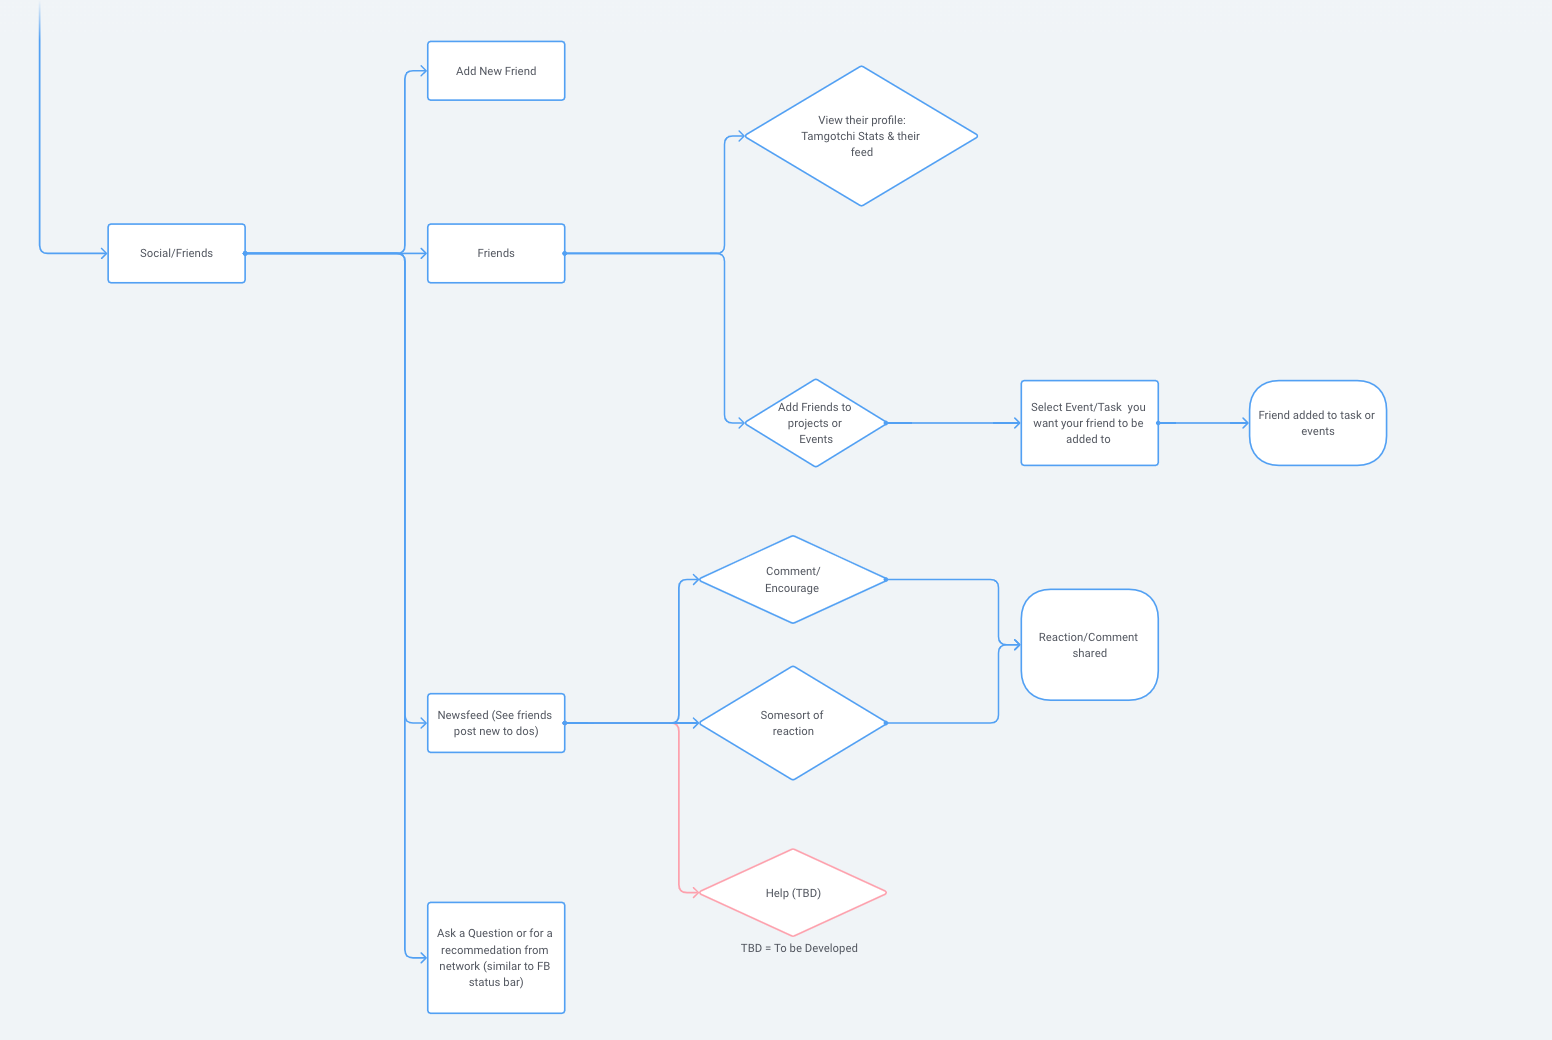 Add New Friend
View their profile:
Tamgotchi Stats & their
feed
Social/Friends
Friends
Add Friends to
projects or
Events
Select Event/Task  you
want your friend to be
added to
Friend added to task or
events
Comment/
Encourage
Reaction/Comment
shared
Newsfeed (See friends
post new to dos)
Somesort of
reaction
Help (TBD)
TBD = To be Developed
Ask a Question or for a
recommedation from
network (similar to FB
status bar)